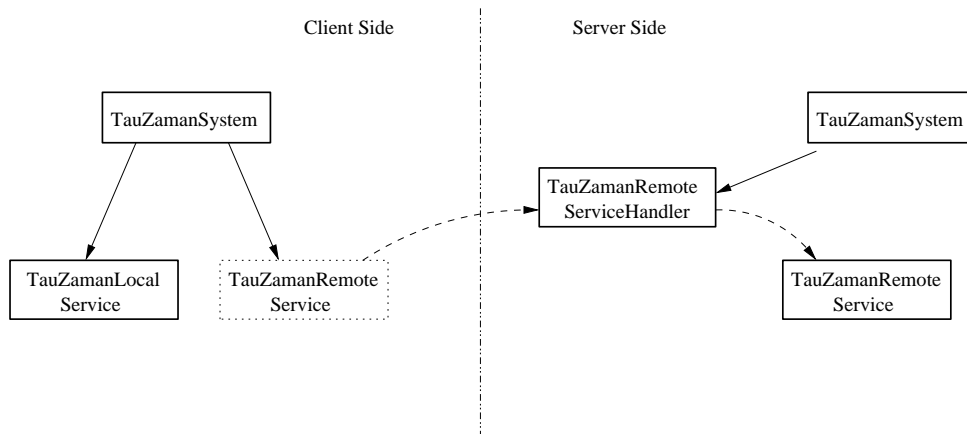 Client Side
Server Side
TauZamanSystem
TauZamanSystem
TauZamanRemote
ServiceHandler
TauZamanLocal
Service
TauZamanRemote
Service
TauZamanRemote
Service